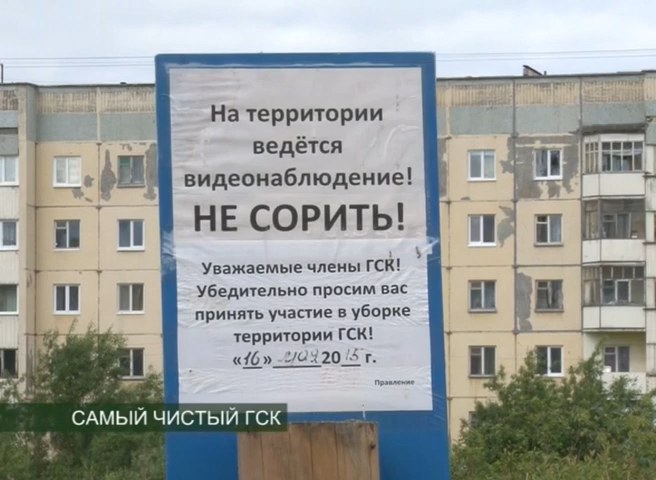 На территории
ведётся
видеонаблюдение!
НЕ СОРИТЬ!
Уважаемые члены ГСК!
Убедительно просим вас
принять участие в уборке
территории ГСК!
«16» мая 2015 г.
Правление
САМЫЙ ЧИСТЫЙ ГСК